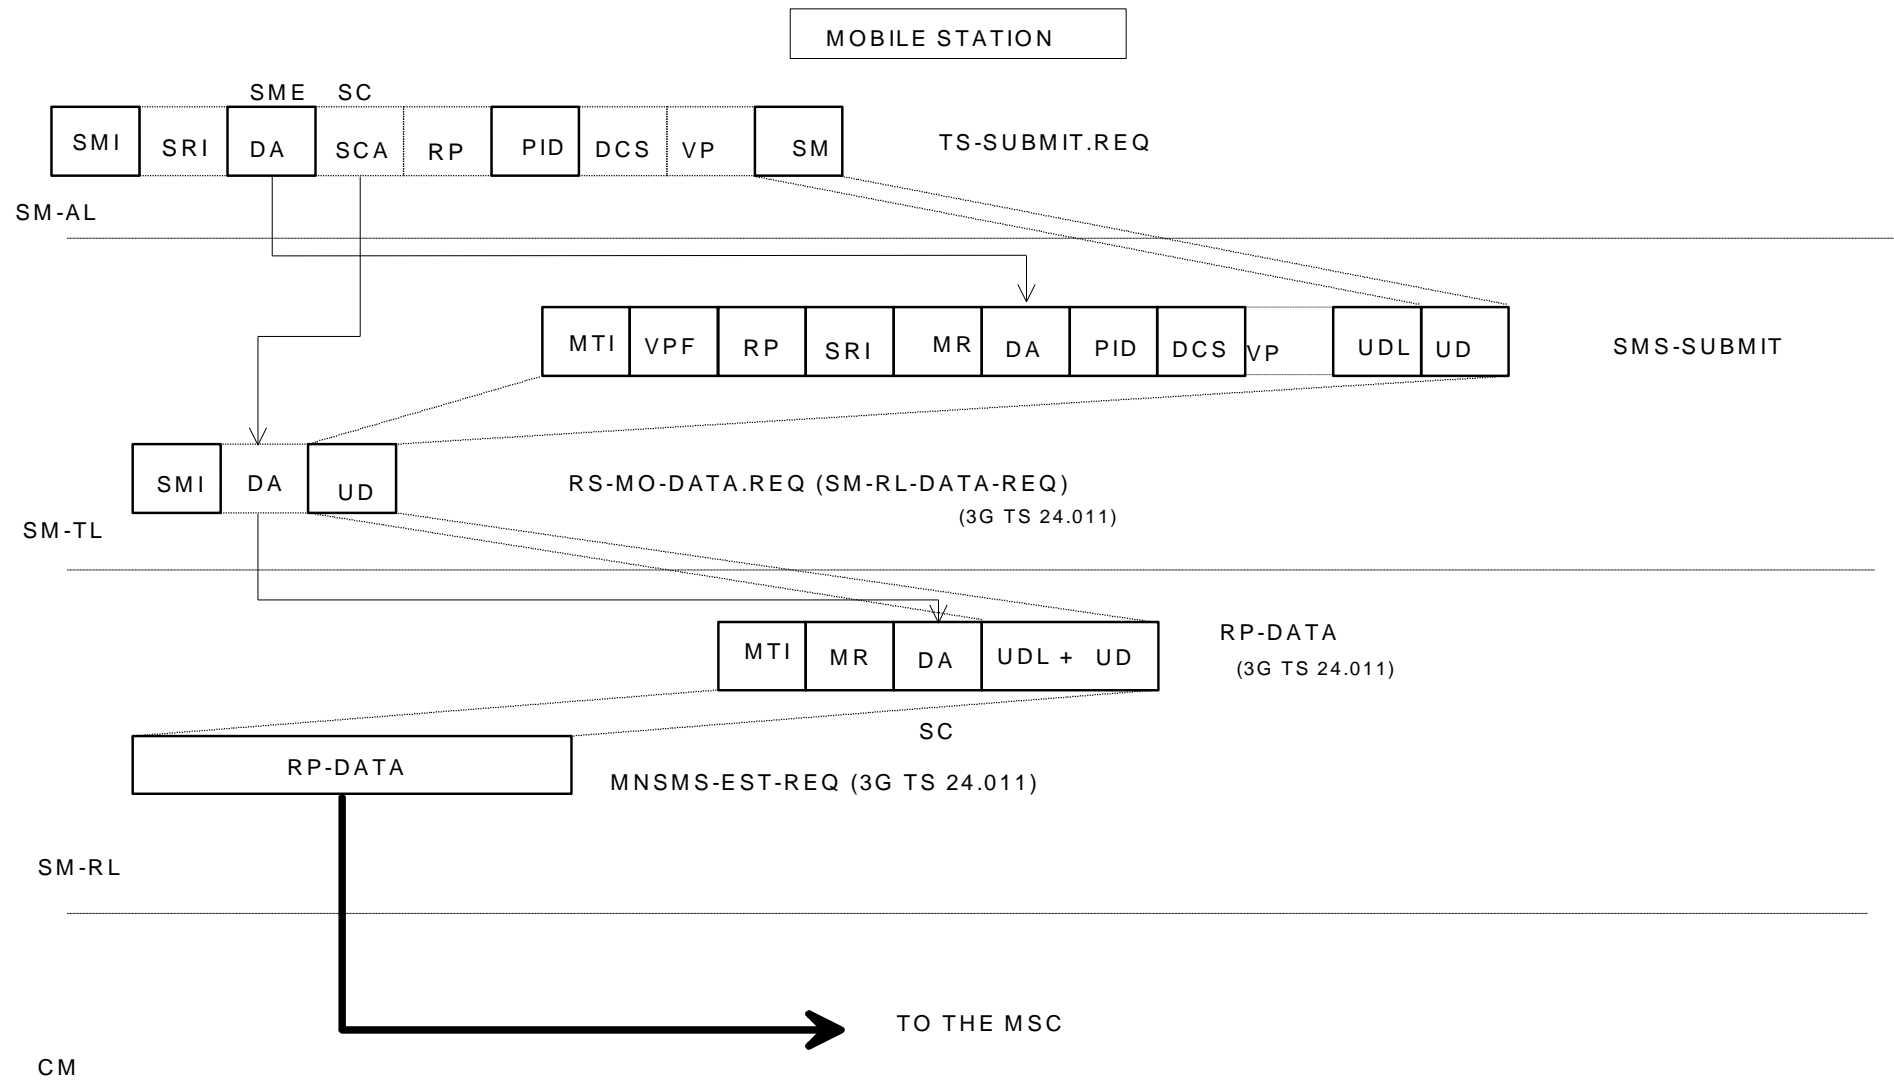 MOBILE STATION
SME SC
SMI SRI DA SCA RP PID DCS VP SM
TS-SUBMIT.REQ
SM-AL
MTI VPF RP SRI MR DA PID DCS VP UDL UD
SMS-SUBMIT
SMI DA UD
RS-MO-DATA.REQ (SM-RL-DATA-REQ)
(3G TS 24.011)
SM-TL
MTI MR DA UDL + UD
RP-DATA
(3G TS 24.011)
SC
RP-DATA
MNSMS-EST-REQ (3G TS 24.011)
SM-RL
TO THE MSC
CM